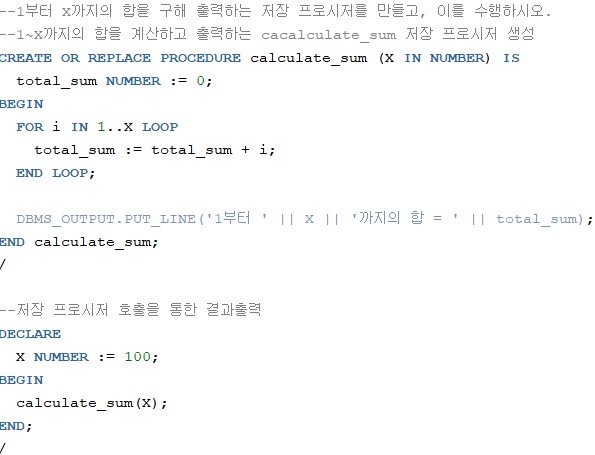 --1부터 X까지의 합을 구해 출력하는 저장 프로시저를 만들고, 이를 수행하시오.
--1~x까지의 합을 계산하고 출력하는 cacalculate_sum 저장 프로시저 생성
CREATE OR REPLACE PROCEDURE calculate_sum (X IN NUMBER) IS
  total_sum NUMBER := 0;
BEGIN
  FOR i IN 1..X LOOP
    total_sum := total_sum + i;
  END LOOP;

  DBMS_OUTPUT.PUT_LINE('1부터 ' || X || '까지의 합 = ' || total_sum);
END calculate_sum;
/

--저장 프로시저 호출을 통한 결과출력
DECLARE
  X NUMBER := 100;
BEGIN
  calculate_sum(X);
END;
/